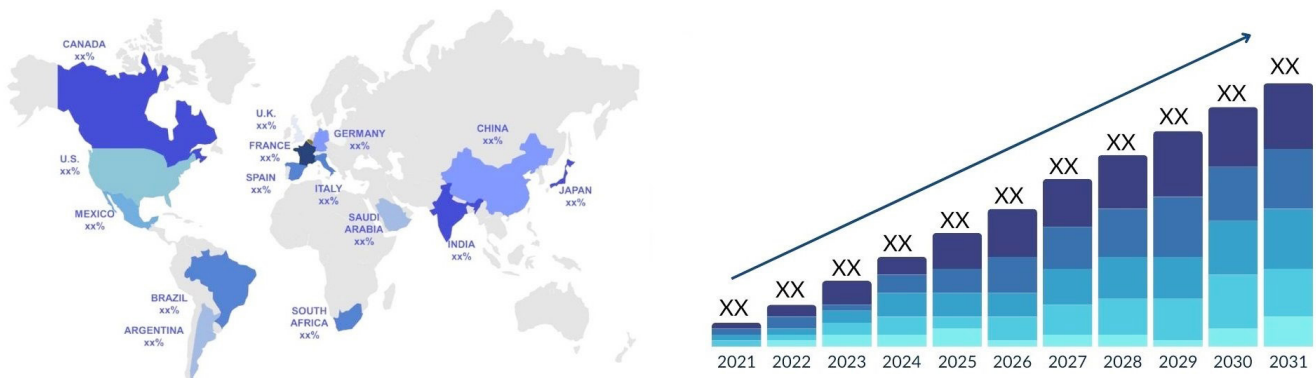 CANADA
xx%
U.K.
xx%
GERMANY
xx%
FRANCE
xx%
SPAIN
xx%
ITALY
xx%
U.S.
xx%
MEXICO
xx%
CHINA
xx%
JAPAN
xx%
SAUDI
ARABIA
xx%
INDIA
xx%
BRAZIL
xx%
ARGENTINA
xx%
SOUTH
AFRICA
xx%
XX
XX
XX
XX
XX
XX
XX
XX
XX
XX
XX
2021 2022 2023 2024 2025 2026 2027 2028 2029 2030 2031